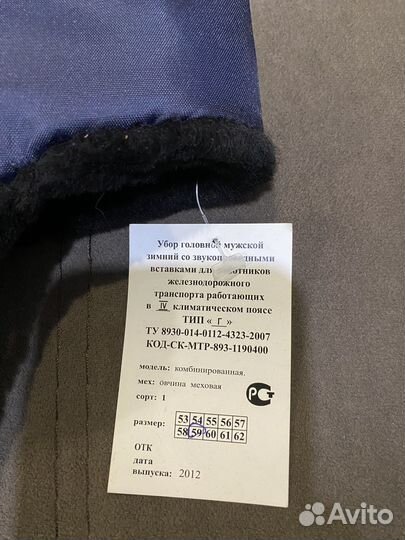 Убор головной мужской
зимний со звукопроводными
вставками для работников
железнодорожного
транспорта работающих
в IV климатическом поясе
ТИП « Г »
ТУ 8930-014-0112-4323-2007
КОД-СК-МТР-893-1190400
модель: комбинированная.
мех: овчина меховая
сорт: 1
РСТ
размер: 53 54 55 56 57
58 59 60 61 62
ОТК
дата
выпуска: 2012
Avito